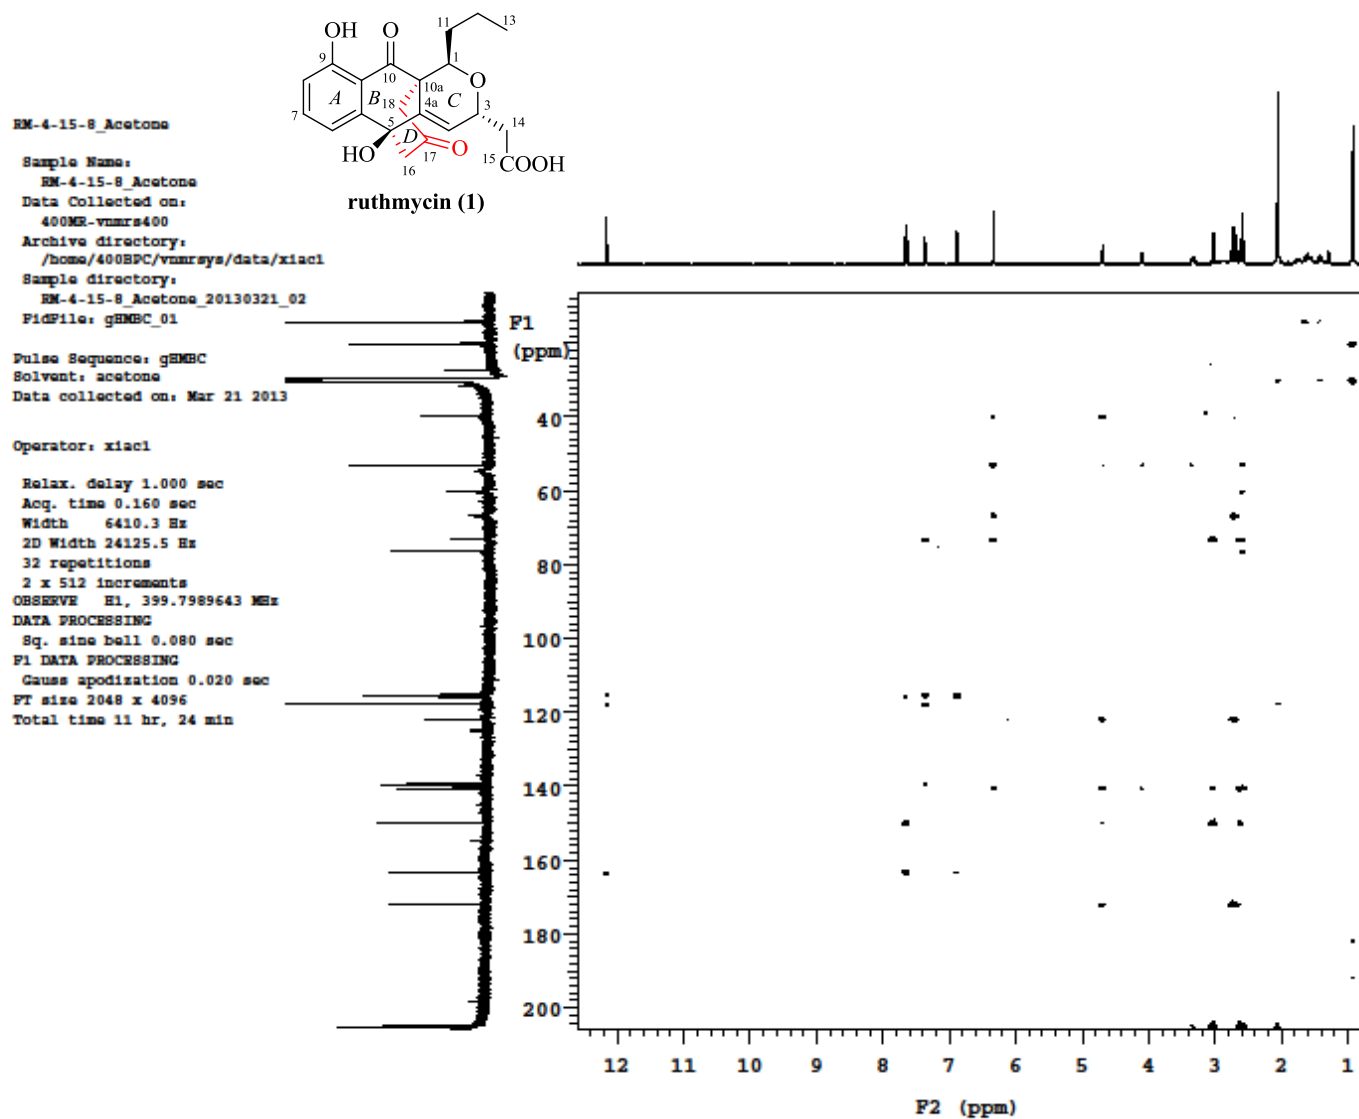 OH
O
13
11
9
1
10
O
10a
A
B
18
4a
C
3
7
14
5
D
O
HO
17
16
15
COOH
ruthmycin (1)
RM-4-15-8_Acetone
Sample Name:
RM-4-15-8_Acetone
Data Collected on:
400MR-vnmrs400
Archive directory:
/home/400BPC/vnmrsys/data/xiac1
Sample directory:
RM-4-15-8_Acetone_20130321_02
FidFile: gHMBC_01
Pulse Sequence: gHMBC
Solvent: acetone
Data collected on: Mar 21 2013
Operator: xiac1
Relax. delay 1.000 sec
Acq. time 0.160 sec
Width 6410.3 Hz
2D Width 24125.5 Hz
32 repetitions
2 x 512 increments
OBSERVE H1, 399.7989643 MHz
DATA PROCESSING
Sq. sine bell 0.080 sec
F1 DATA PROCESSING
Gauss apodization 0.020 sec
FT size 2048 x 4096
Total time 11 hr, 24 min
F1
(ppm)
40
60
80
100
120
140
160
180
200
12 11 10 9 8 7 6 5 4 3 2 1
F2 (ppm)